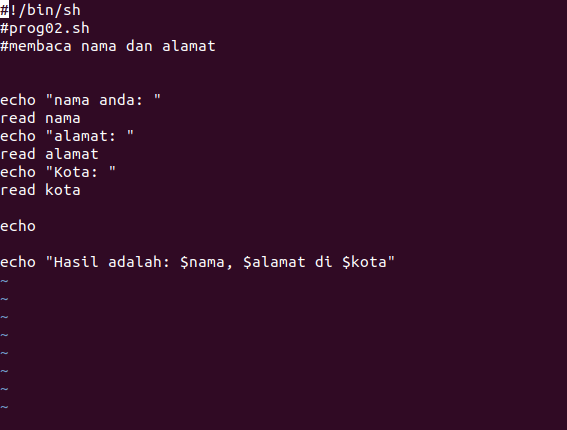 #!/bin/sh
#prog02.sh
#membaca nama dan alamat
echo "nama anda: "
read nama
echo "alamat: "
read alamat
echo "Kota: "
read kota
echo
echo "Hasil adalah: $nama, $alamat di $kota"
~
~
~
~
~
~
~
~